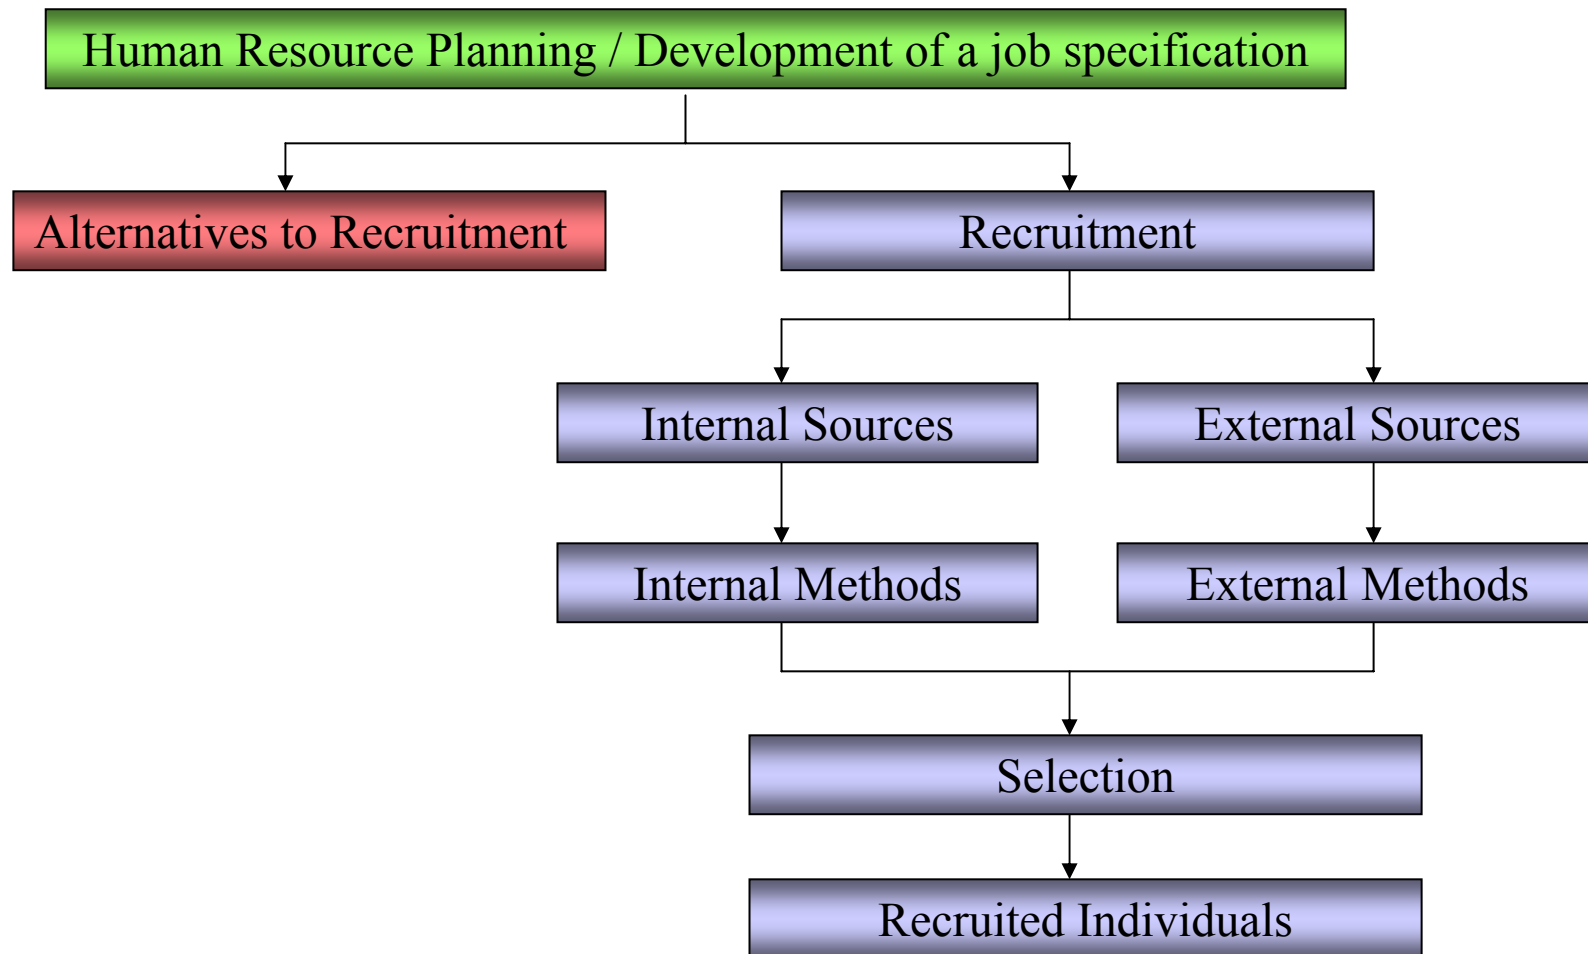 Human Resource Planning / Development of a job specification
Alternatives to Recruitment
Recruitment
Internal Sources
External Sources
Internal Methods
External Methods
Selection
Recruited Individuals